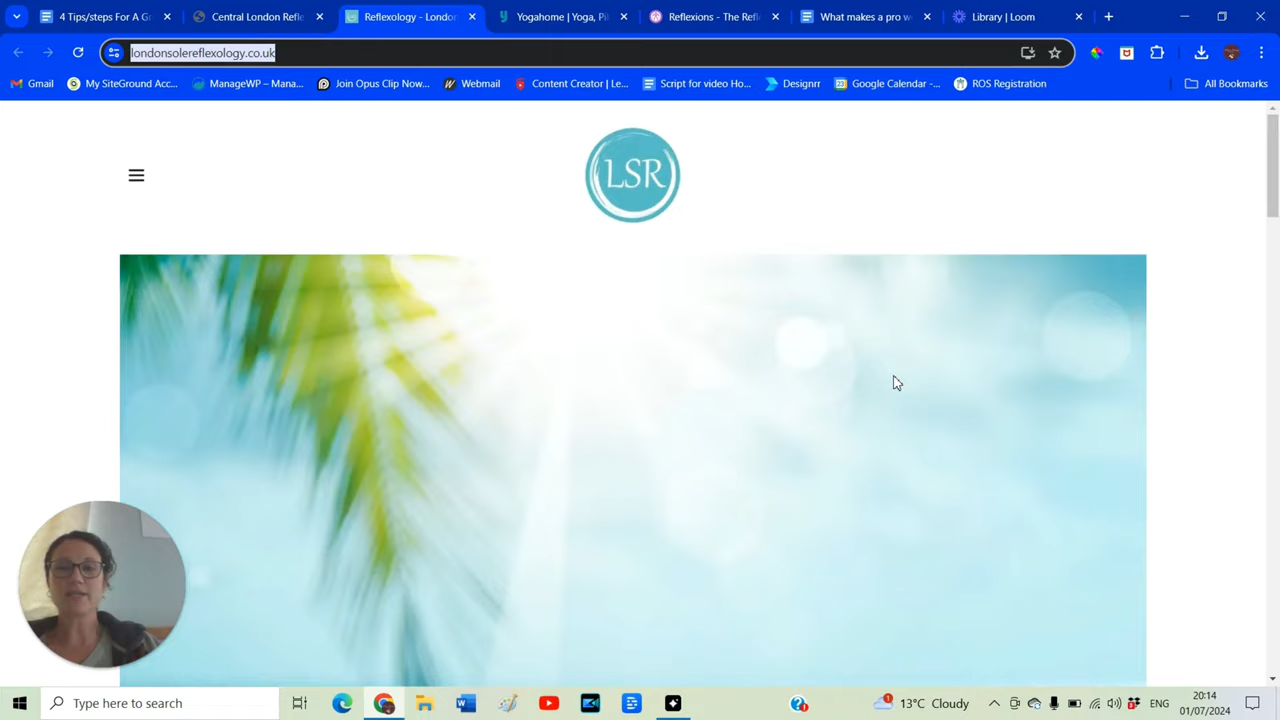 4 Tips/steps For A G
Central London Refle
Reflexology - London
Yogahome | Yoga, Pil
Reflexions - The Refle
What makes a pro w
Library | Loom
londonsolereflexology.co.uk
Gmail
My SiteGround Acc...
ManageWP – Mana...
Join Opus Clip Now...
Webmail
Content Creator | Le...
Script for video Ho...
Designrr
Google Calendar -...
ROS Registration
All Bookmarks
LSR
Type here to search
13°C Cloudy
ENG
20:14
01/07/2024